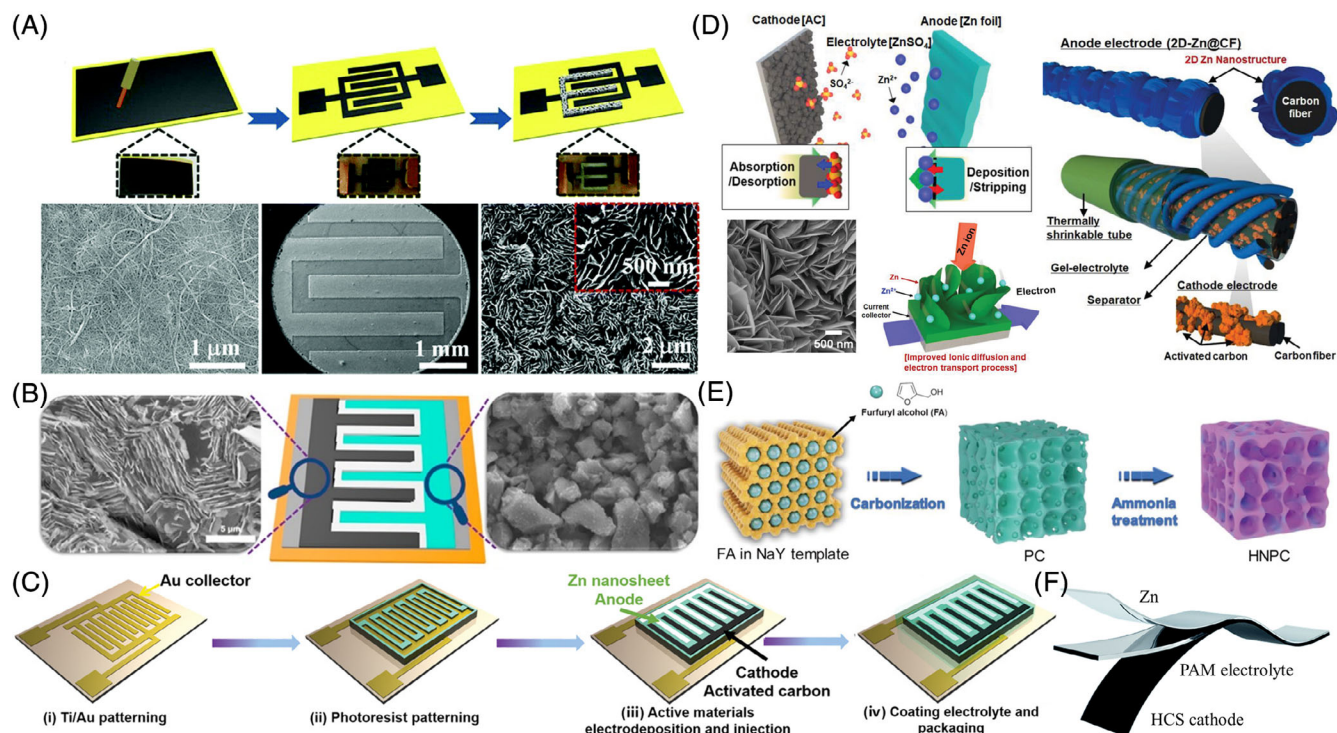 (A)
1 μm
1 mm
500 nm
2 μm
(B)
5 μm
(C)
Au collector
(i) Ti/Au patterning
(ii) Photoresist patterning
Zn nanosheet
Anode
Cathode
Activated carbon
(iii) Active materials
electrodeposition and injection
(iv) Coating electrolyte and
packaging
(D)
Cathode [AC]
Electrolyte [ZnSO₄]
Anode [Zn foil]
SO₄²⁻
Zn²⁺
Absorption
/Desorption
Deposition
/Stripping
500 nm
Zn ion
Zn
Zn²⁺
Current
collector
Electron
[Improved Ionic diffusion and
electron transport process]
Anode electrode (2D-Zn@CF)
2D Zn Nanostructure
Carbon
fiber
Thermally
shrinkable tube
Gel-electrolyte
Separator
Cathode electrode
Activated carbon
Carbon fiber
(E)
OH
Furfuryl alcohol (FA)
FA in NaY template
Carbonization
PC
Ammonia
treatment
HNPC
(F)
Zn
PAM electrolyte
HCS cathode